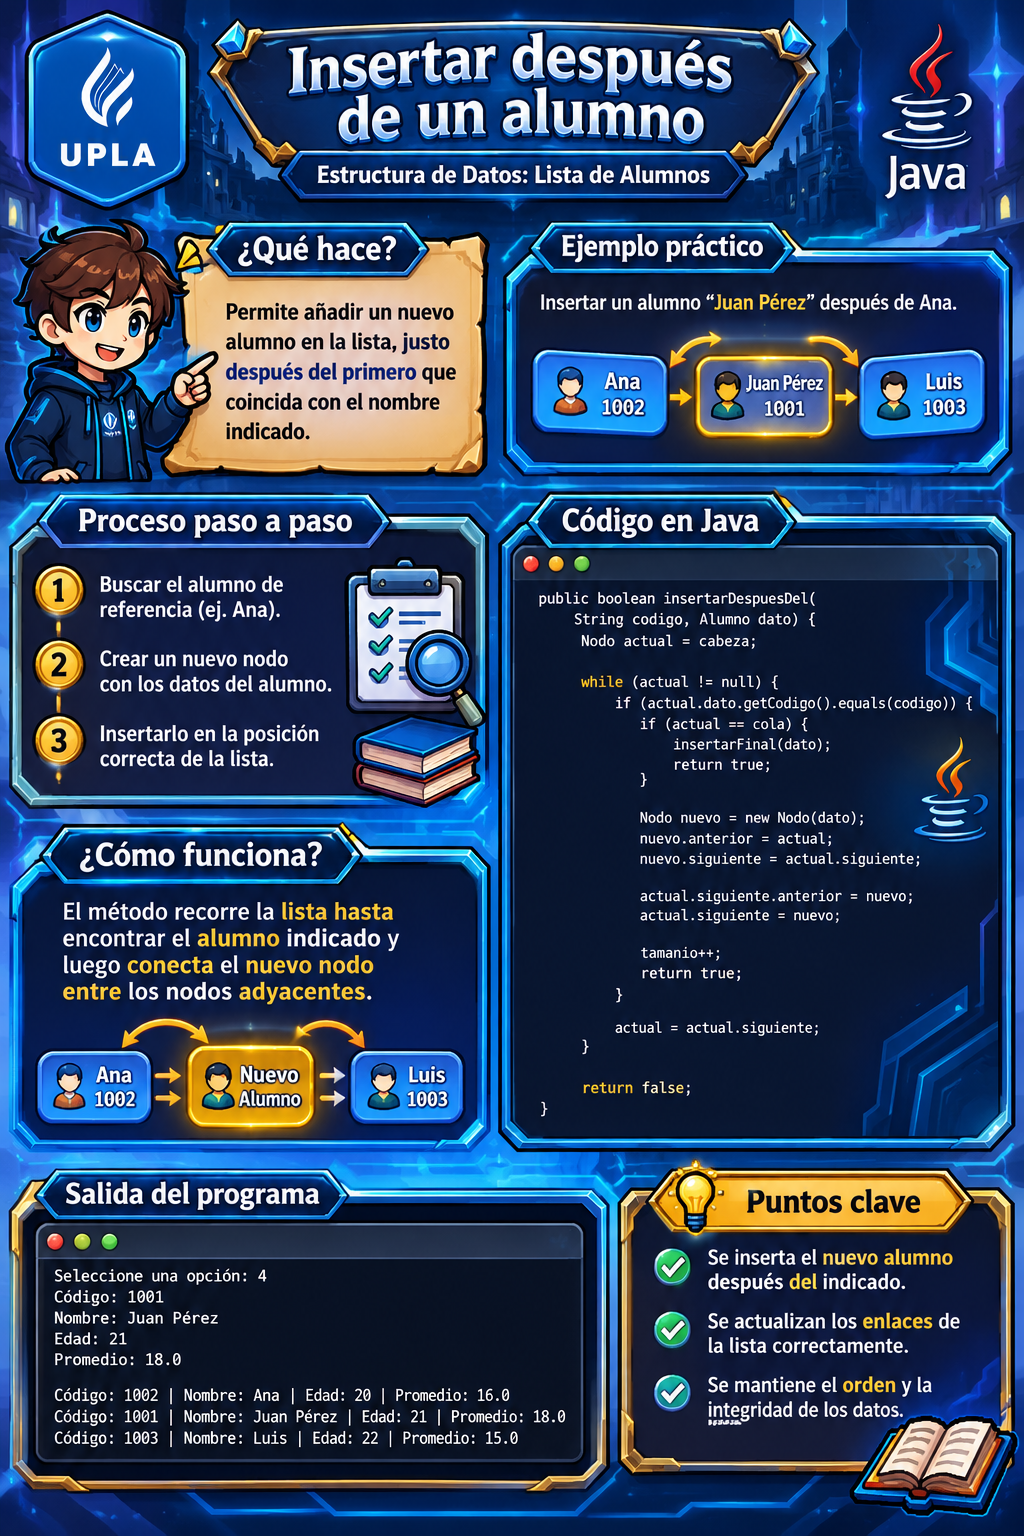 UPLA
Insertar después
de un alumno
Estructura de Datos: Lista de Alumnos
Java
¿Qué hace?
Permite añadir un nuevo
alumno en la lista, justo
después del primero que
coincida con el nombre
indicado.
Ejemplo práctico
Insertar un alumno “Juan Pérez” después de Ana.
Ana
1002
Juan Pérez
1001
Luis
1003
Proceso paso a paso
1
Buscar el alumno de
referencia (ej. Ana).
2
Crear un nuevo nodo
con los datos del alumno.
3
Insertarlo en la posición
correcta de la lista.
¿Cómo funciona?
El método recorre la lista hasta
encontrar el alumno indicado y
luego conecta el nuevo nodo
entre los nodos adyacentes.
Ana
1002
Nuevo
Alumno
Luis
1003
Código en Java
public boolean insertarDespuesDel(
String codigo, Alumno dato) {
Nodo actual = cabeza;
while (actual != null) {
if (actual.dato.getCodigo().equals(codigo)) {
if (actual == cola) {
insertarFinal(dato);
return true;
}
Nodo nuevo = new Nodo(dato);
nuevo.anterior = actual;
nuevo.siguiente = actual.siguiente;
actual.siguiente.anterior = nuevo;
actual.siguiente = nuevo;
tamanio++;
return true;
}
actual = actual.siguiente;
}
return false;
}
Salida del programa
Seleccione una opción: 4
Código: 1001
Nombre: Juan Pérez
Edad: 21
Promedio: 18.0
Código: 1002 | Nombre: Ana | Edad: 20 | Promedio: 16.0
Código: 1001 | Nombre: Juan Pérez | Edad: 21 | Promedio: 18.0
Código: 1003 | Nombre: Luis | Edad: 22 | Promedio: 15.0
Puntos clave
Se inserta el nuevo alumno
después del indicado.
Se actualizan los enlaces de
la lista correctamente.
Se mantiene el orden y la
integridad de los datos.